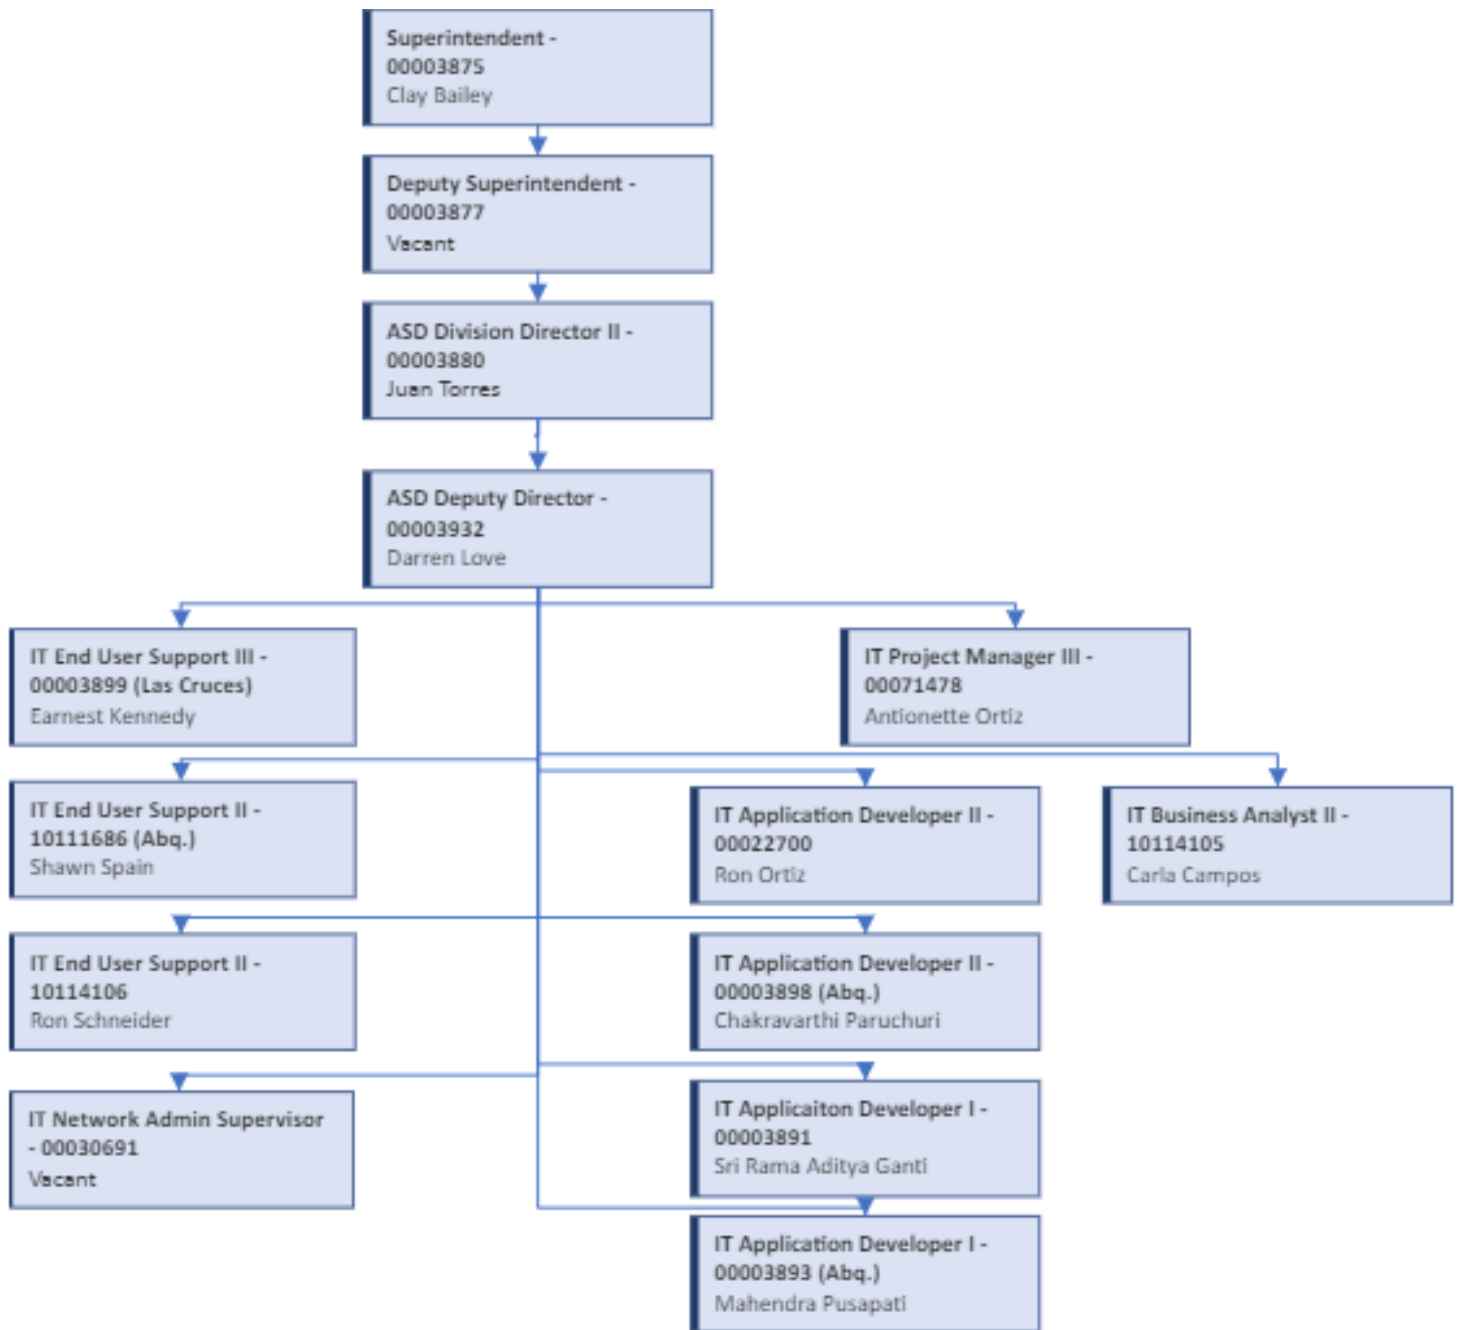 Superintendent -
00003875
Clay Bailey
Deputy Superintendent -
00003877
Vacant
ASD Division Director II -
00003880
Juan Torres
ASD Deputy Director -
00003932
Darren Love
IT End User Support III -
00003899 (Las Cruces)
Earnest Kennedy
IT Project Manager III -
00071478
Antionette Ortiz
IT End User Support II -
10111686 (Abq.)
Shawn Spain
IT Application Developer II -
00022700
Ron Ortiz
IT Business Analyst II -
10114105
Carla Campos
IT End User Support II -
10114106
Ron Schneider
IT Application Developer II -
00003898 (Abq.)
Chakravarthi Paruchuri
IT Network Admin Supervisor
- 00030691
Vacant
IT Applicaiton Developer I -
00003891
Sri Rama Aditya Ganti
IT Application Developer I -
00003893 (Abq.)
Mahendra Pusapati